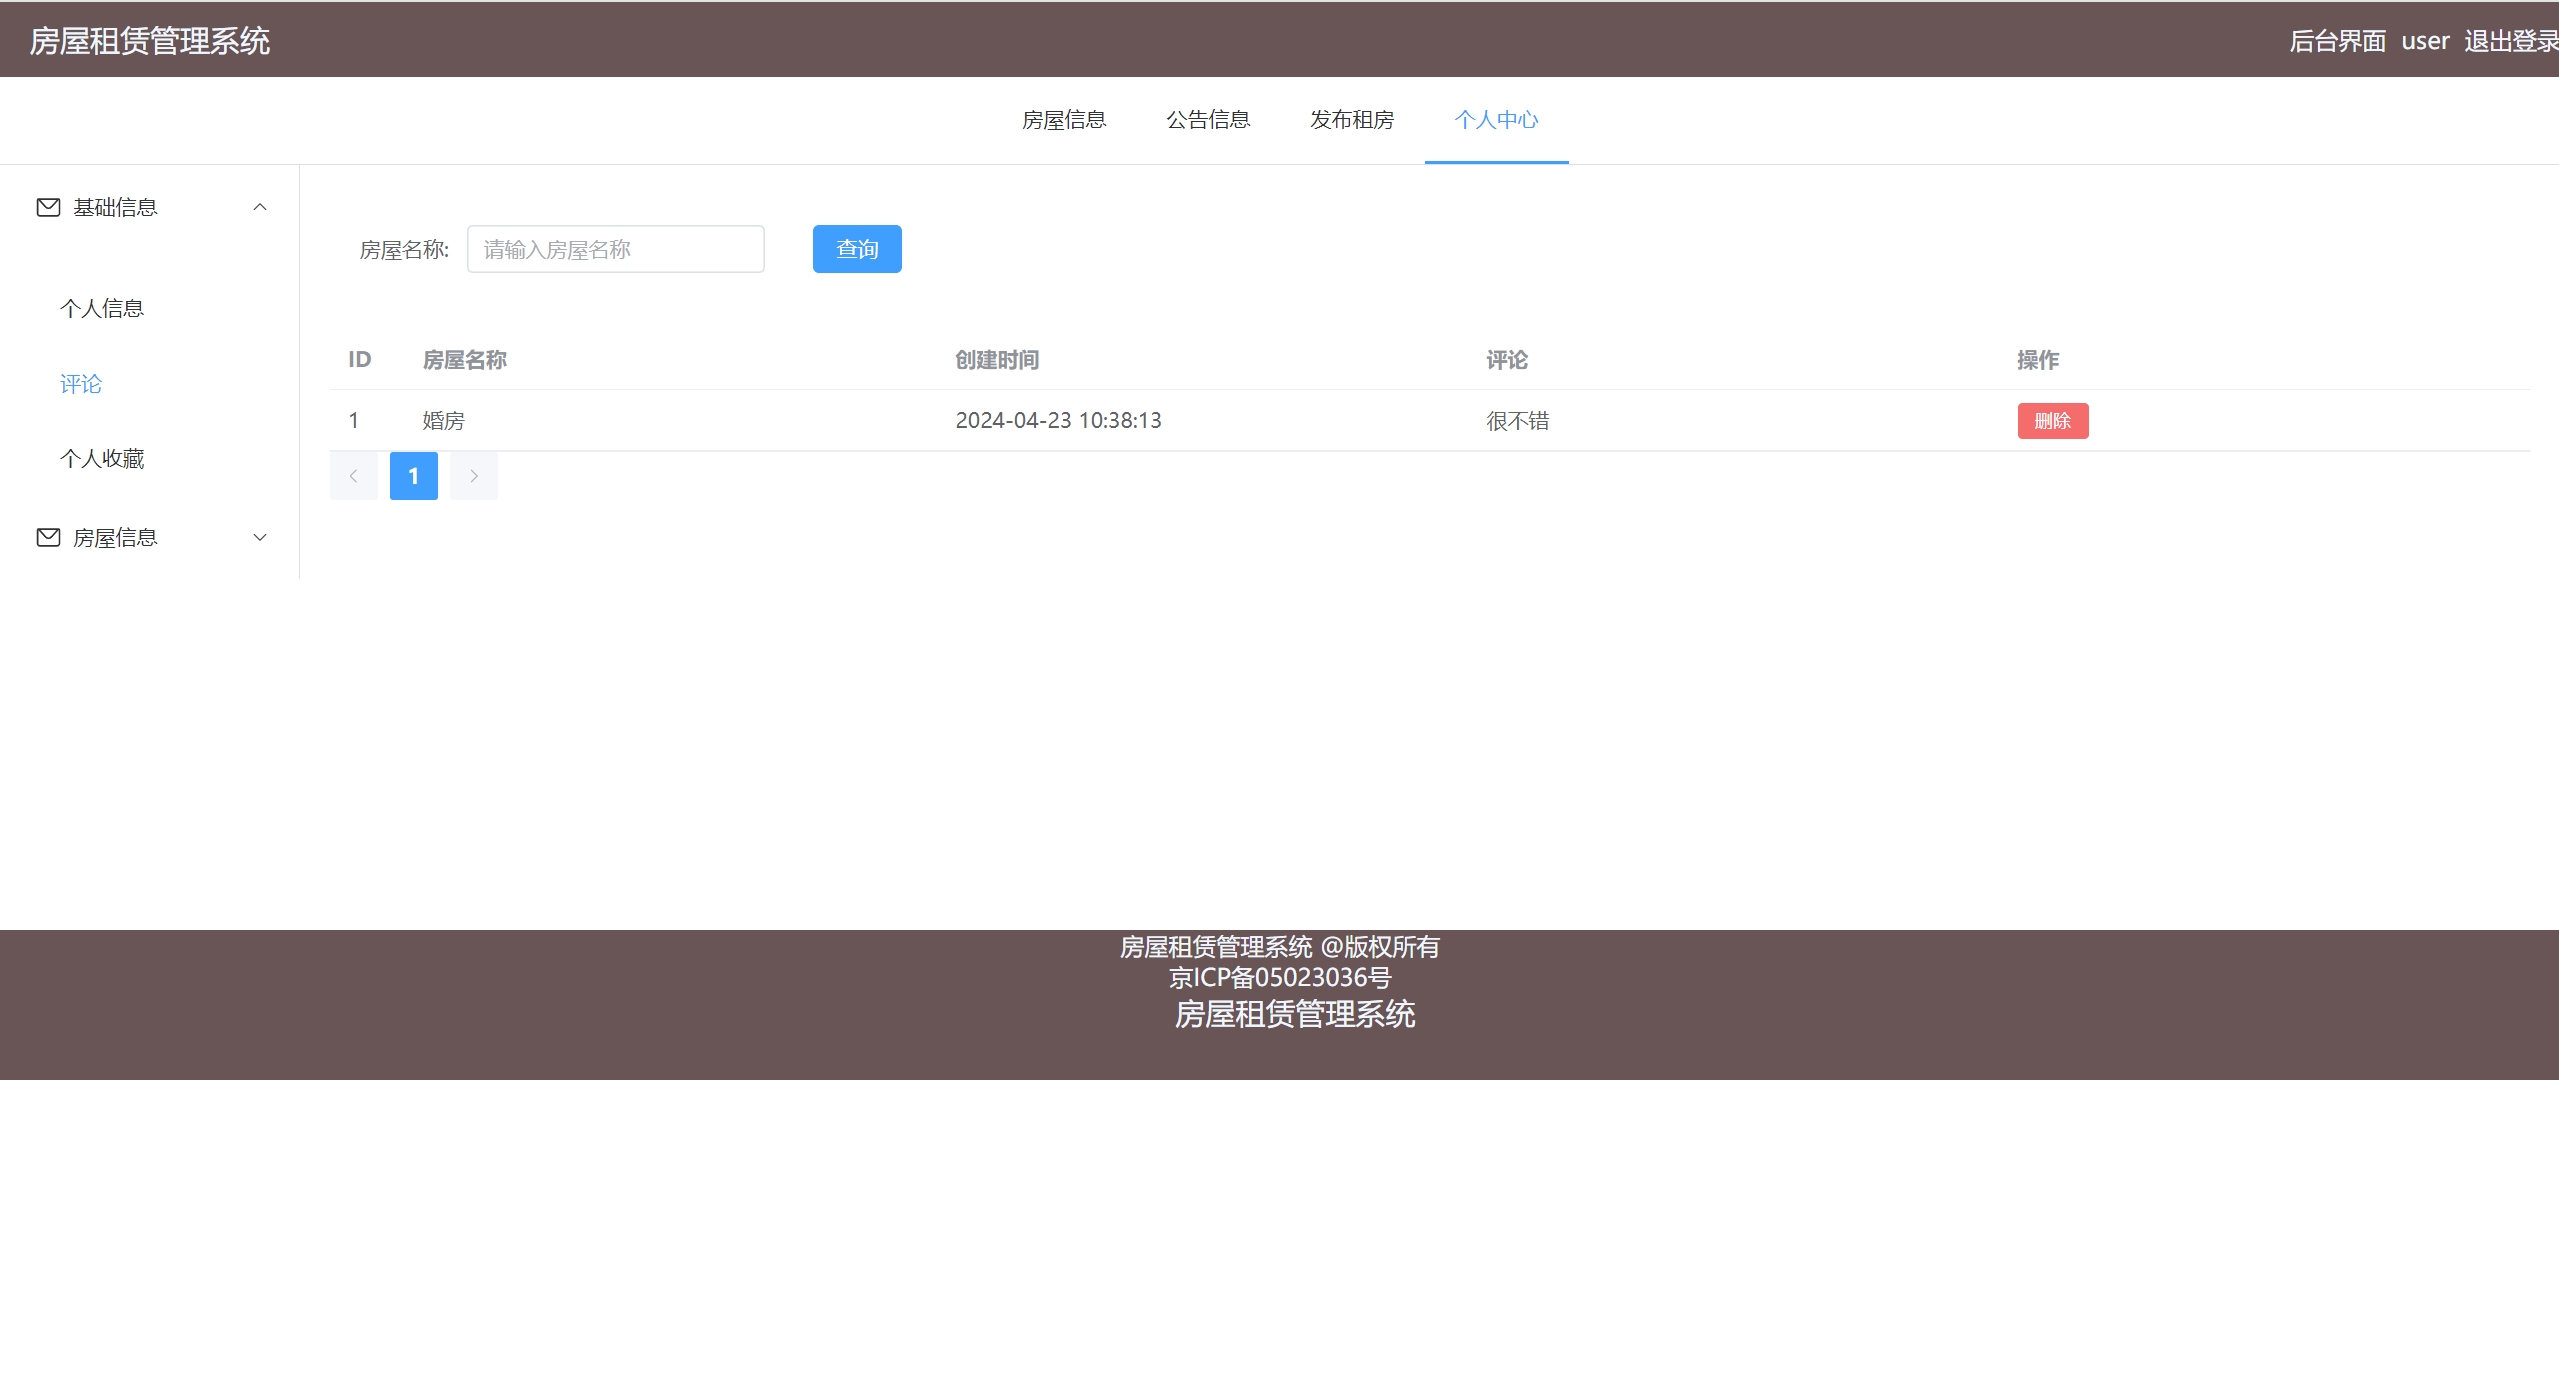 房屋租赁管理系统
后台界面 user 退出登录
房屋信息 公告信息 发布租房 个人中心
基础信息
个人信息
评论
个人收藏
房屋信息
房屋名称: 请输入房屋名称 查询
ID 房屋名称 创建时间 评论 操作
1 婚房 2024-04-23 10:38:13 很不错 删除
1
房屋租赁管理系统 @版权所有
京ICP备05023036号
房屋租赁管理系统